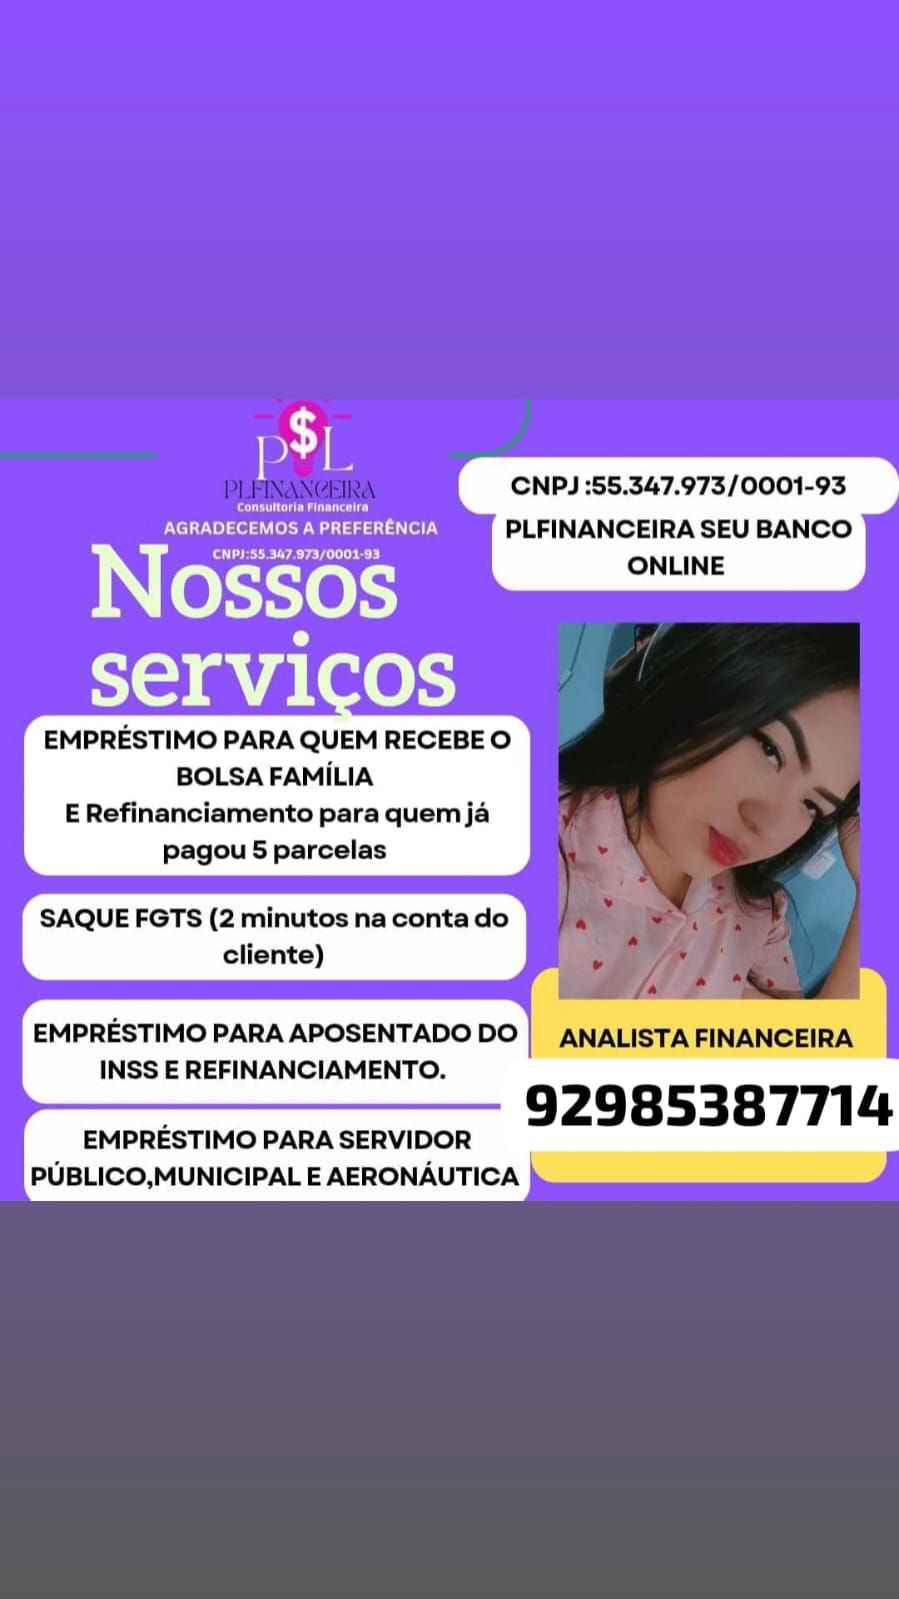 P$L
PLFINANCEIRA
Consultoria Financeira
AGRADECEMOS A PREFERÊNCIA
CNPJ:55.347.973/0001-93
Nossos
serviços
EMPRÉSTIMO PARA QUEM RECEBE O
BOLSA FAMÍLIA
E Refinanciamento para quem já
pagou 5 parcelas
SAQUE FGTS (2 minutos na conta do
cliente)
EMPRÉSTIMO PARA APOSENTADO DO
INSS E REFINANCIAMENTO.
EMPRÉSTIMO PARA SERVIDOR
PÚBLICO,MUNICIPAL E AERONÁUTICA
CNPJ :55.347.973/0001-93
PLFINANCEIRA SEU BANCO
ONLINE
ANALISTA FINANCEIRA
92985387714